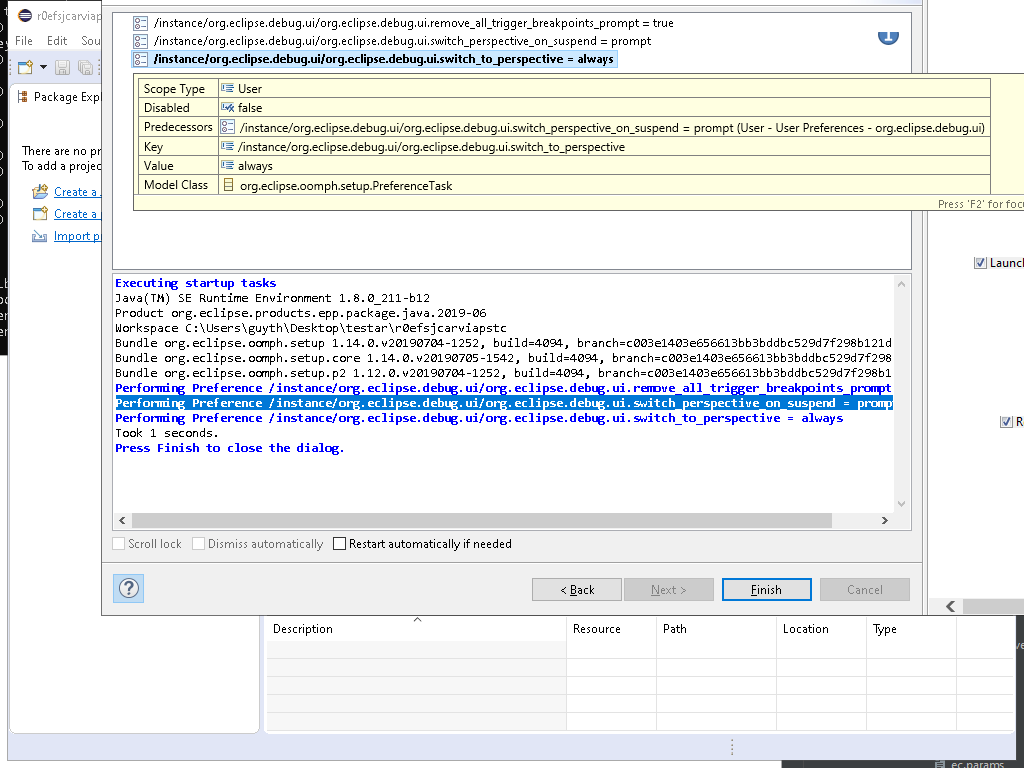 r0efsjcarviap
File Edit Sou
Package Expl
There are no pr
To add a projec
Create a
Create a
Import p
/instance/org.eclipse.debug.ui/org.eclipse.debug.ui.remove_all_trigger_breakpoints_prompt = true
/instance/org.eclipse.debug.ui/org.eclipse.debug.ui.switch_perspective_on_suspend = prompt
/instance/org.eclipse.debug.ui/org.eclipse.debug.ui.switch_to_perspective = always
Scope Type User
Disabled false
Predecessors /instance/org.eclipse.debug.ui/org.eclipse.debug.ui.switch_perspective_on_suspend = prompt (User - User Preferences - org.eclipse.debug.ui)
Key /instance/org.eclipse.debug.ui/org.eclipse.debug.ui.switch_to_perspective
Value always
Model Class org.eclipse.oomph.setup.PreferenceTask
Press 'F2' for focu
Launch
Executing startup tasks
Java(TM) SE Runtime Environment 1.8.0_211-b12
Product org.eclipse.products.epp.package.java.2019-06
Workspace C:\Users\guyth\Desktop\testar\r0efsjcarviapstc
Bundle org.eclipse.oomph.setup 1.14.0.v20190704-1252, build=4094, branch=c003e1403e656613bb3bddbc529d7f298b121d
Bundle org.eclipse.oomph.setup.core 1.14.0.v20190705-1542, build=4094, branch=c003e1403e656613bb3bddbc529d7f298
Bundle org.eclipse.oomph.setup.p2 1.12.0.v20190704-1252, build=4094, branch=c003e1403e656613bb3bddbc529d7f298b1
Performing Preference /instance/org.eclipse.debug.ui/org.eclipse.debug.ui.remove_all_trigger_breakpoints_prompt
Performing Preference /instance/org.eclipse.debug.ui/org.eclipse.debug.ui.switch_perspective_on_suspend = promp
Performing Preference /instance/org.eclipse.debug.ui/org.eclipse.debug.ui.switch_to_perspective = always
Took 1 seconds.
Press Finish to close the dialog.
Scroll lock Dismiss automatically Restart automatically if needed
< Back Next > Finish Cancel
Description Resource Path Location Type
ec.params